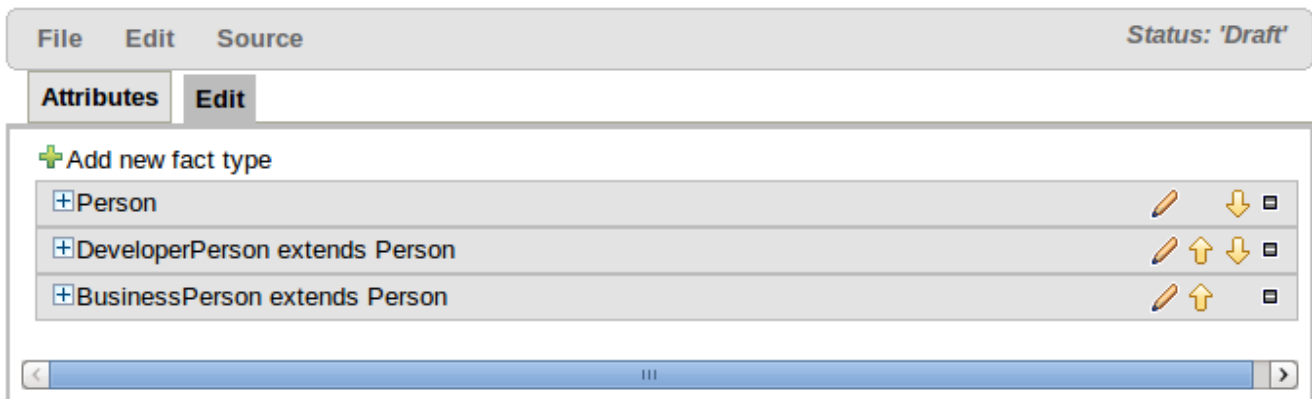 File Edit Source Status: 'Draft'
Attributes Edit
Add new fact type
Person
DeveloperPerson extends Person
BusinessPerson extends Person